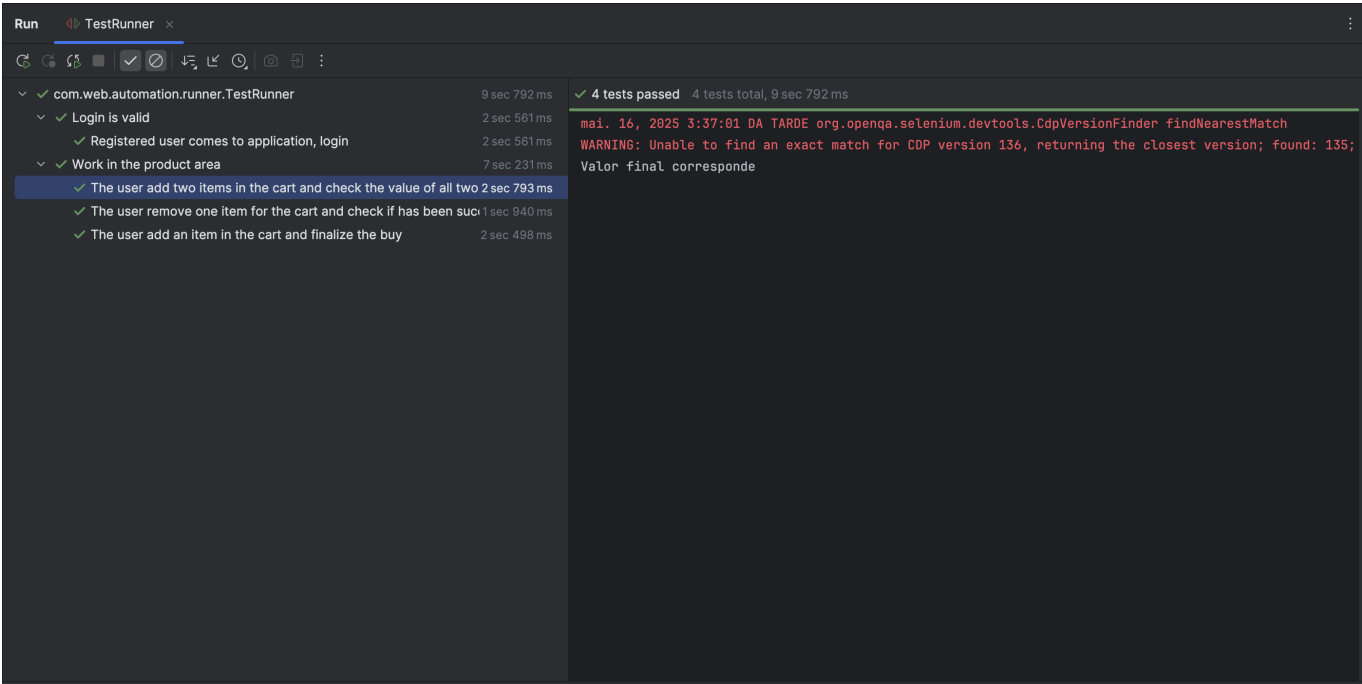 Run TestRunner
com.web.automation.runner.TestRunner 9 sec 792 ms
Login is valid 2 sec 561 ms
Registered user comes to application, login 2 sec 561 ms
Work in the product area 7 sec 231 ms
The user add two items in the cart and check the value of all two 2 sec 793 ms
The user remove one item for the cart and check if has been suc 1 sec 940 ms
The user add an item in the cart and finalize the buy 2 sec 498 ms
4 tests passed 4 tests total, 9 sec 792 ms
mai. 16, 2025 3:37:01 DA TARDE org.openqa.selenium.devtools.CdpVersionFinder findNearestMatch
WARNING: Unable to find an exact match for CDP version 136, returning the closest version; found: 135;
Valor final corresponde